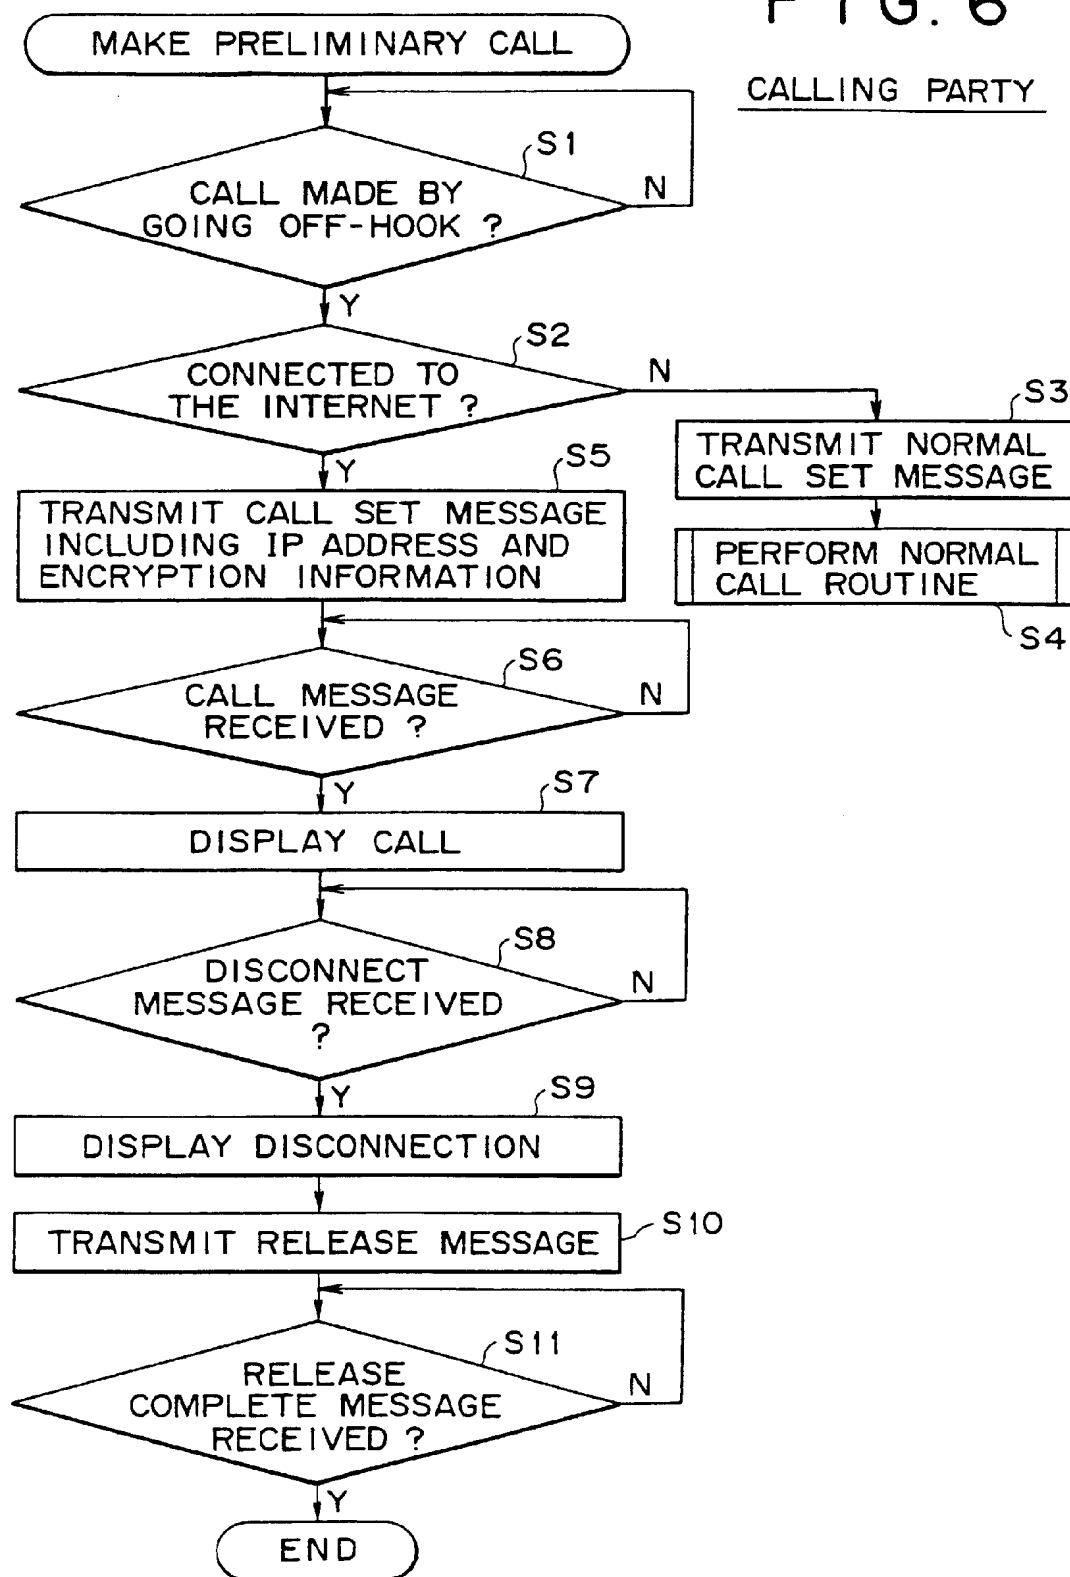 FIG. 6
CALLING PARTY
MAKE PRELIMINARY CALL
S1
CALL MADE BY
GOING OFF-HOOK ?
N
Y
S2
CONNECTED TO
THE INTERNET ?
N
Y
S3
TRANSMIT NORMAL
CALL SET MESSAGE
PERFORM NORMAL
CALL ROUTINE
S4
S5
TRANSMIT CALL SET MESSAGE
INCLUDING IP ADDRESS AND
ENCRYPTION INFORMATION
S6
CALL MESSAGE
RECEIVED ?
N
Y
S7
DISPLAY CALL
S8
DISCONNECT
MESSAGE RECEIVED
?
N
Y
S9
DISPLAY DISCONNECTION
TRANSMIT RELEASE MESSAGE
S10
S11
RELEASE
COMPLETE MESSAGE
RECEIVED ?
N
Y
END